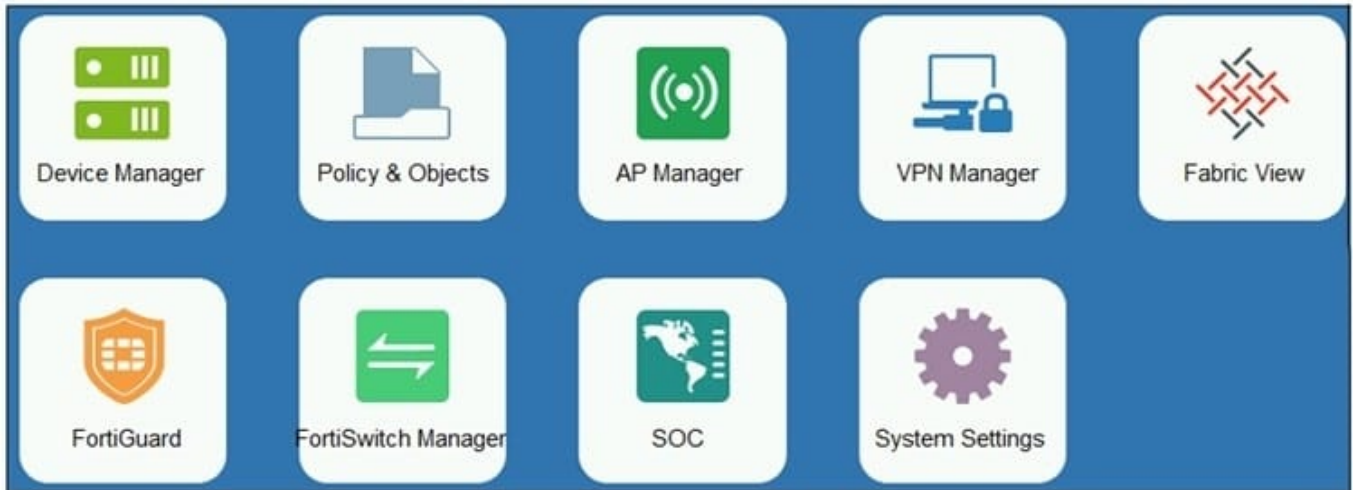 Device Manager
Policy & Objects
AP Manager
VPN Manager
Fabric View
FortiGuard
FortiSwitch Manager
SOC
System Settings